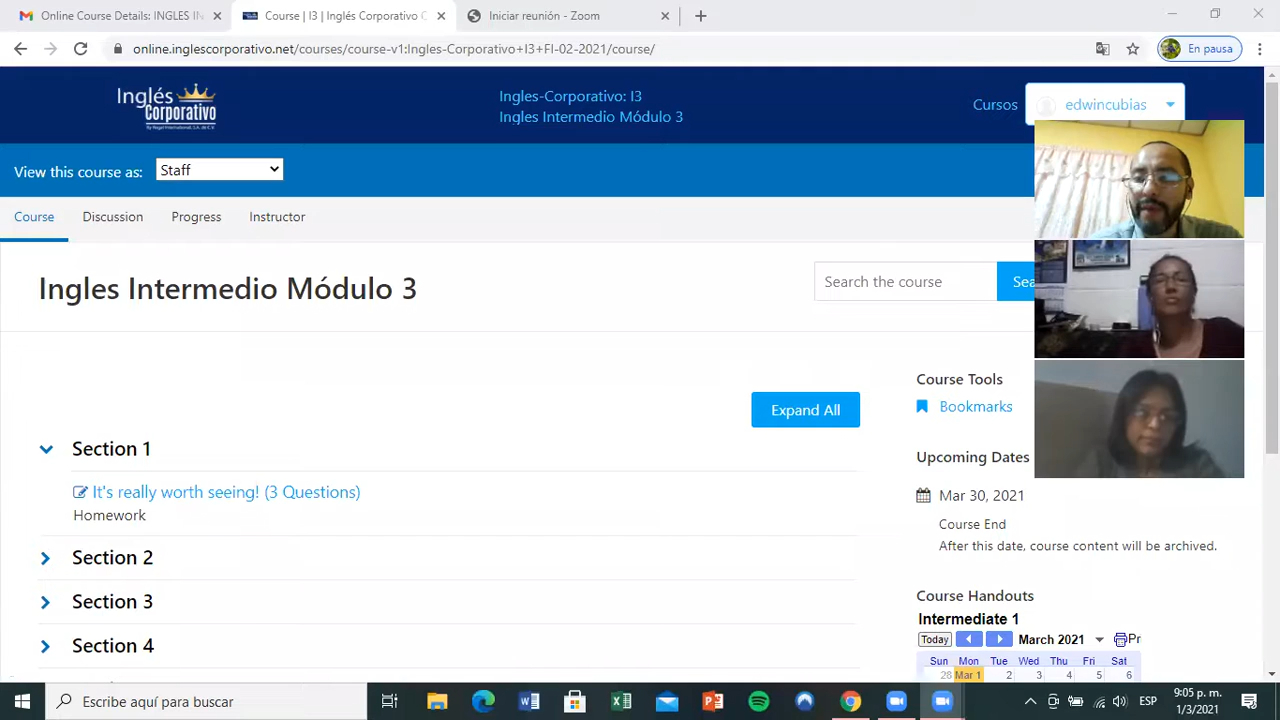 Online Course Details: INGLES IN
Course | I3 | Inglés Corporativo C
Iniciar reunión - Zoom
online.inglescorporativo.net/courses/course-v1:Ingles-Corporativo+I3+FI-02-2021/course/
En pausa
Inglés
Corporativo
By Regal International, S.A. de C.V.
Ingles-Corporativo: I3
Ingles Intermedio Módulo 3
Cursos
edwincubias
View this course as:
Staff
Course
Discussion
Progress
Instructor
Ingles Intermedio Módulo 3
Search the course
Sea
Course Tools
Bookmarks
Expand All
Section 1
It's really worth seeing! (3 Questions)
Homework
Upcoming Dates
Mar 30, 2021
Course End
After this date, course content will be archived.
Section 2
Section 3
Section 4
Course Handouts
Intermediate 1
Today
March 2021
Pr
Sun Mon Tue Wed Thu Fri Sat
28 Mar 1 2 3 4 5 6
Escribe aquí para buscar
ESP
9:05 p. m.
1/3/2021